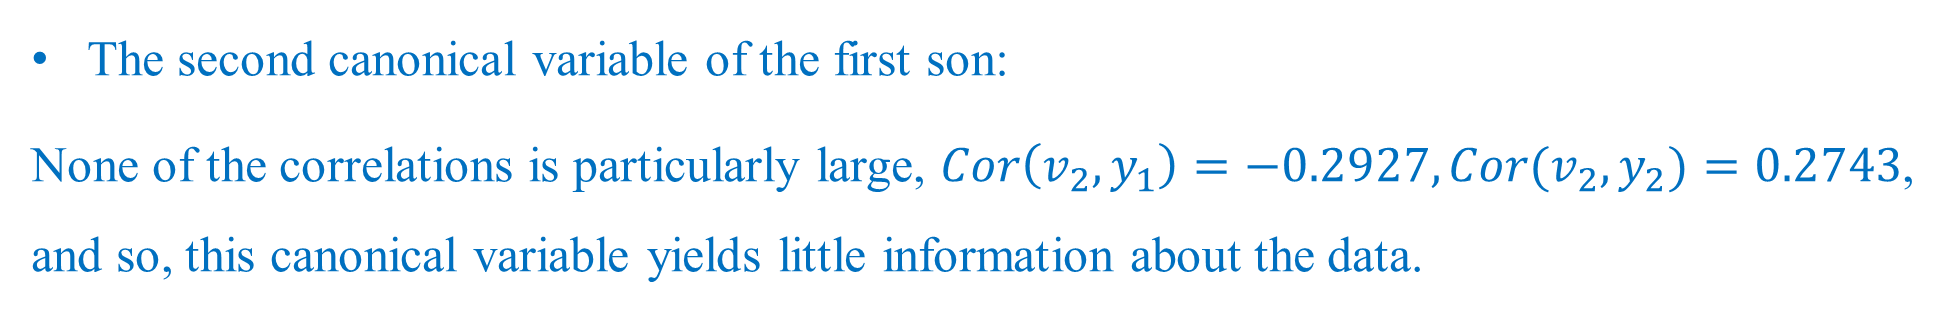 • The second canonical variable of the first son:
None of the correlations is particularly large, 𝐶𝑜𝑟(𝑣₂, 𝑦₁) = −0.2927, 𝐶𝑜𝑟(𝑣₂, 𝑦₂) = 0.2743,
and so, this canonical variable yields little information about the data.